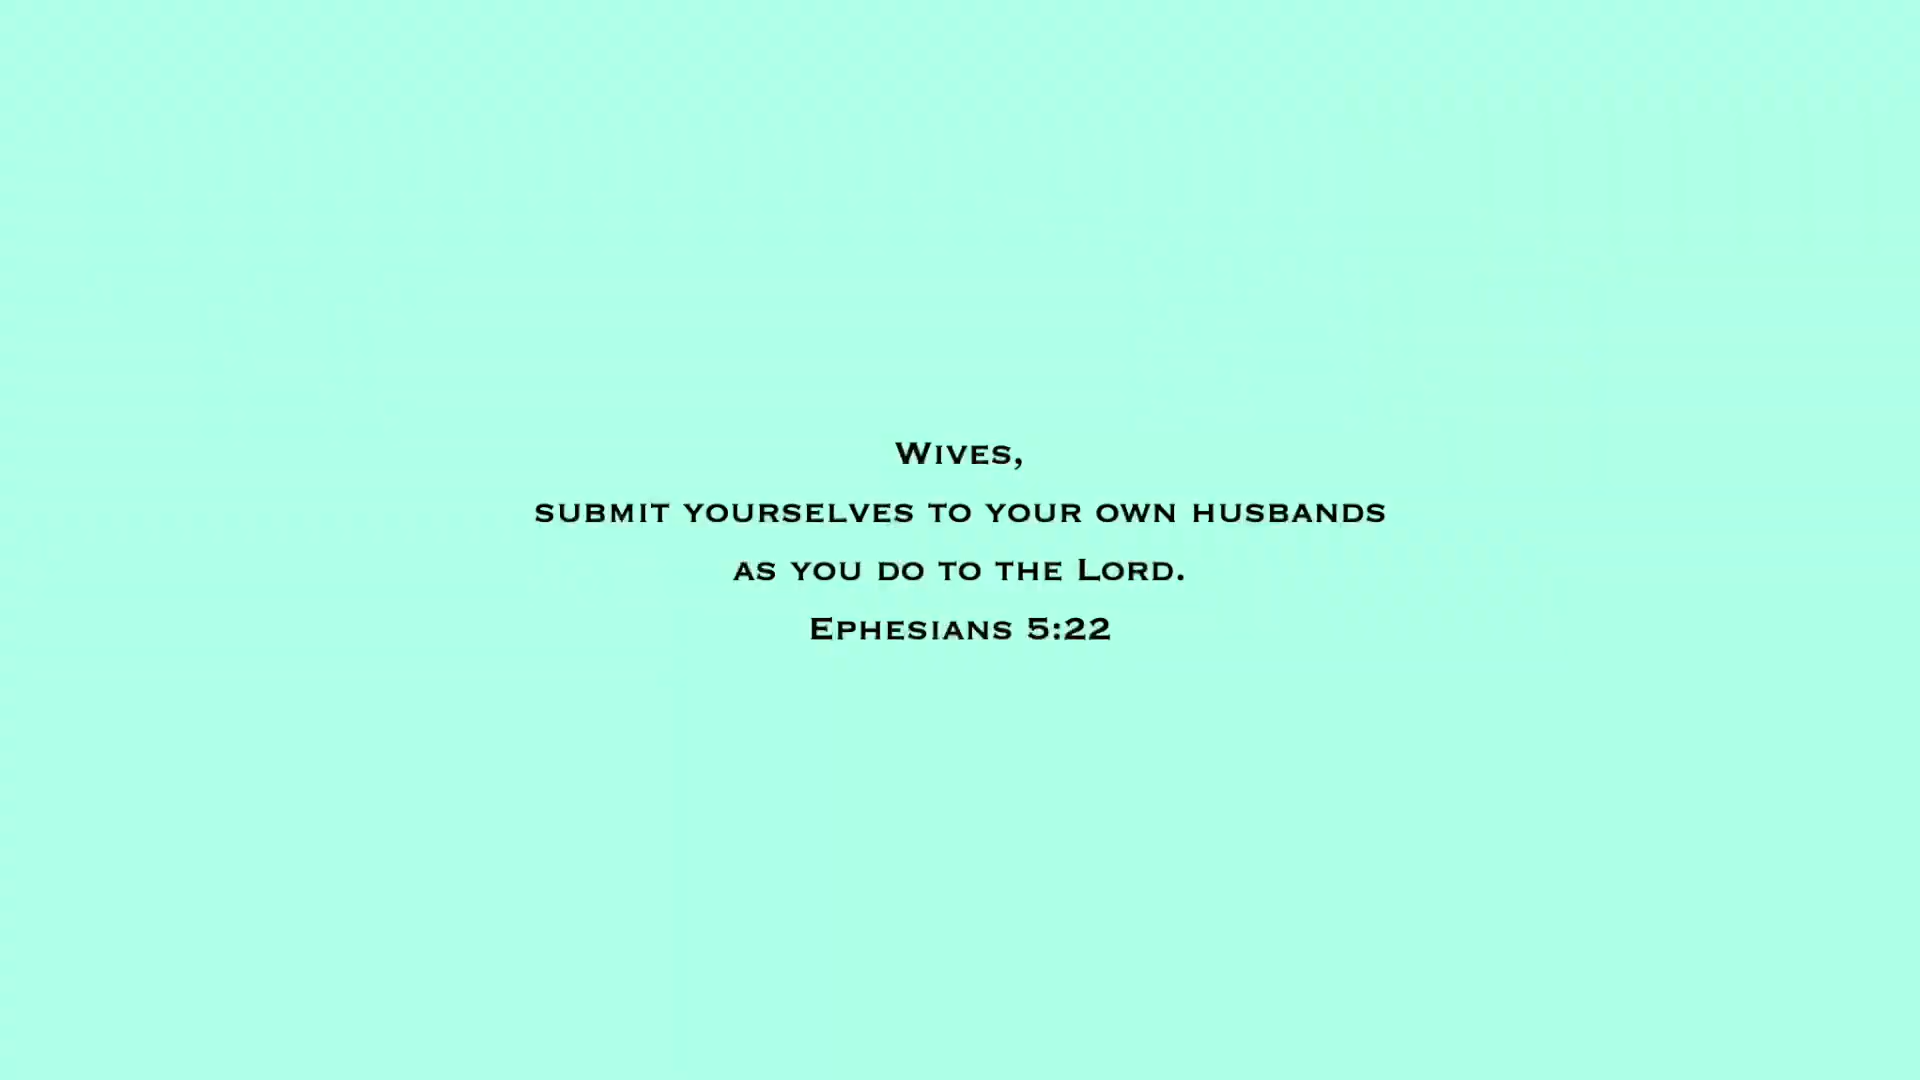 Wives,
submit yourselves to your own husbands
as you do to the Lord.
Ephesians 5:22